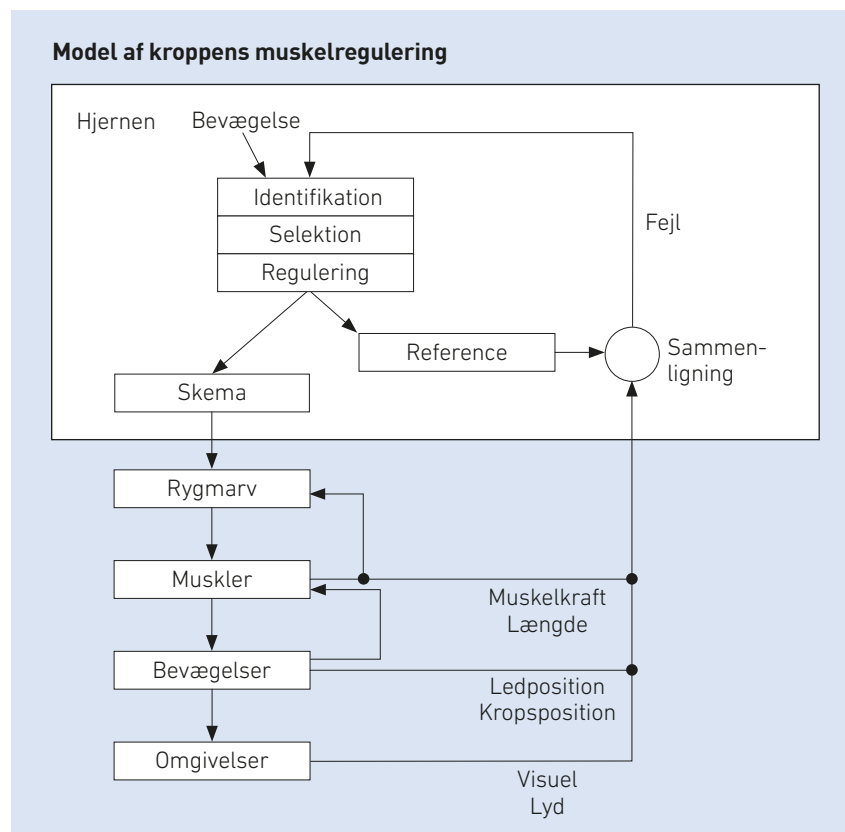 Model af kroppens muskelregulering
Hjernen
Bevægelse
Identifikation
Selektion
Regulering
Fejl
Reference
Sammen-
ligning
Skema
Rygmarv
Muskler
Muskelkraft
Længde
Bevægelser
Ledposition
Kropsposition
Omgivelser
Visuel
Lyd